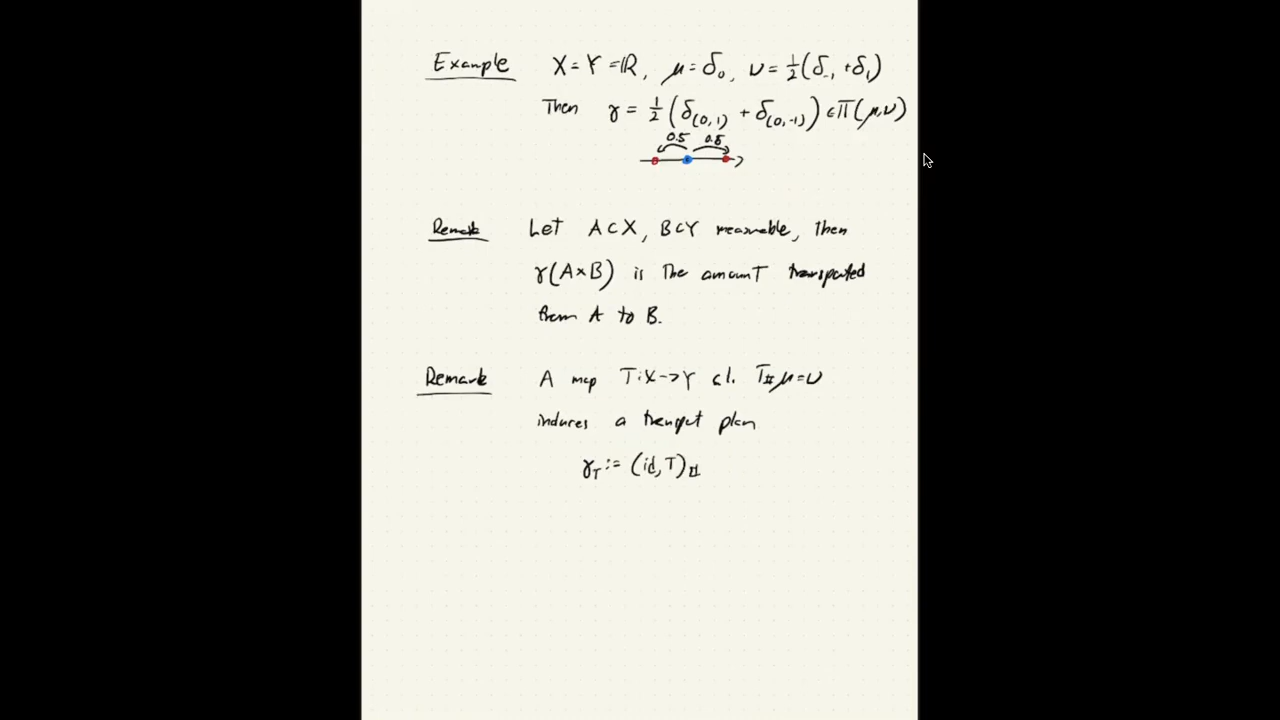 Example X = Y = ℝ, μ = δ₀, ν = ½(δ₋₁ + δ₁)
Then γ = ½(δ₍₀,₁₎ + δ₍₀,₋₁₎) ∈ Π(μ,ν)
0.5 0.5
Remark Let A⊂X, B⊂Y measurable, then
γ(A×B) is the amount transported
from A to B.
Remark A map T: X → Y s.t. T# μ = ν
induces a transport plan
γ_T := (id, T)#